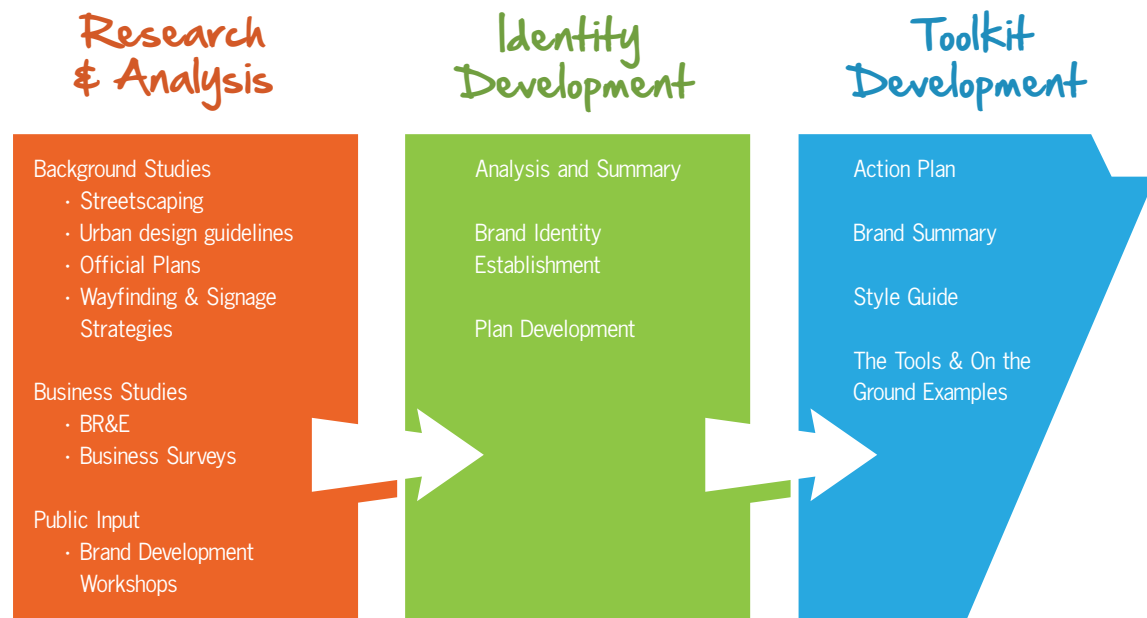 Research
& Analysis
Background Studies
· Streetscaping
· Urban design guidelines
· Official Plans
· Wayfinding & Signage
Strategies
Business Studies
· BR&E
· Business Surveys
Public Input
· Brand Development
Workshops
Identity
Development
Analysis and Summary
Brand Identity
Establishment
Plan Development
Toolkit
Development
Action Plan
Brand Summary
Style Guide
The Tools & On the
Ground Examples